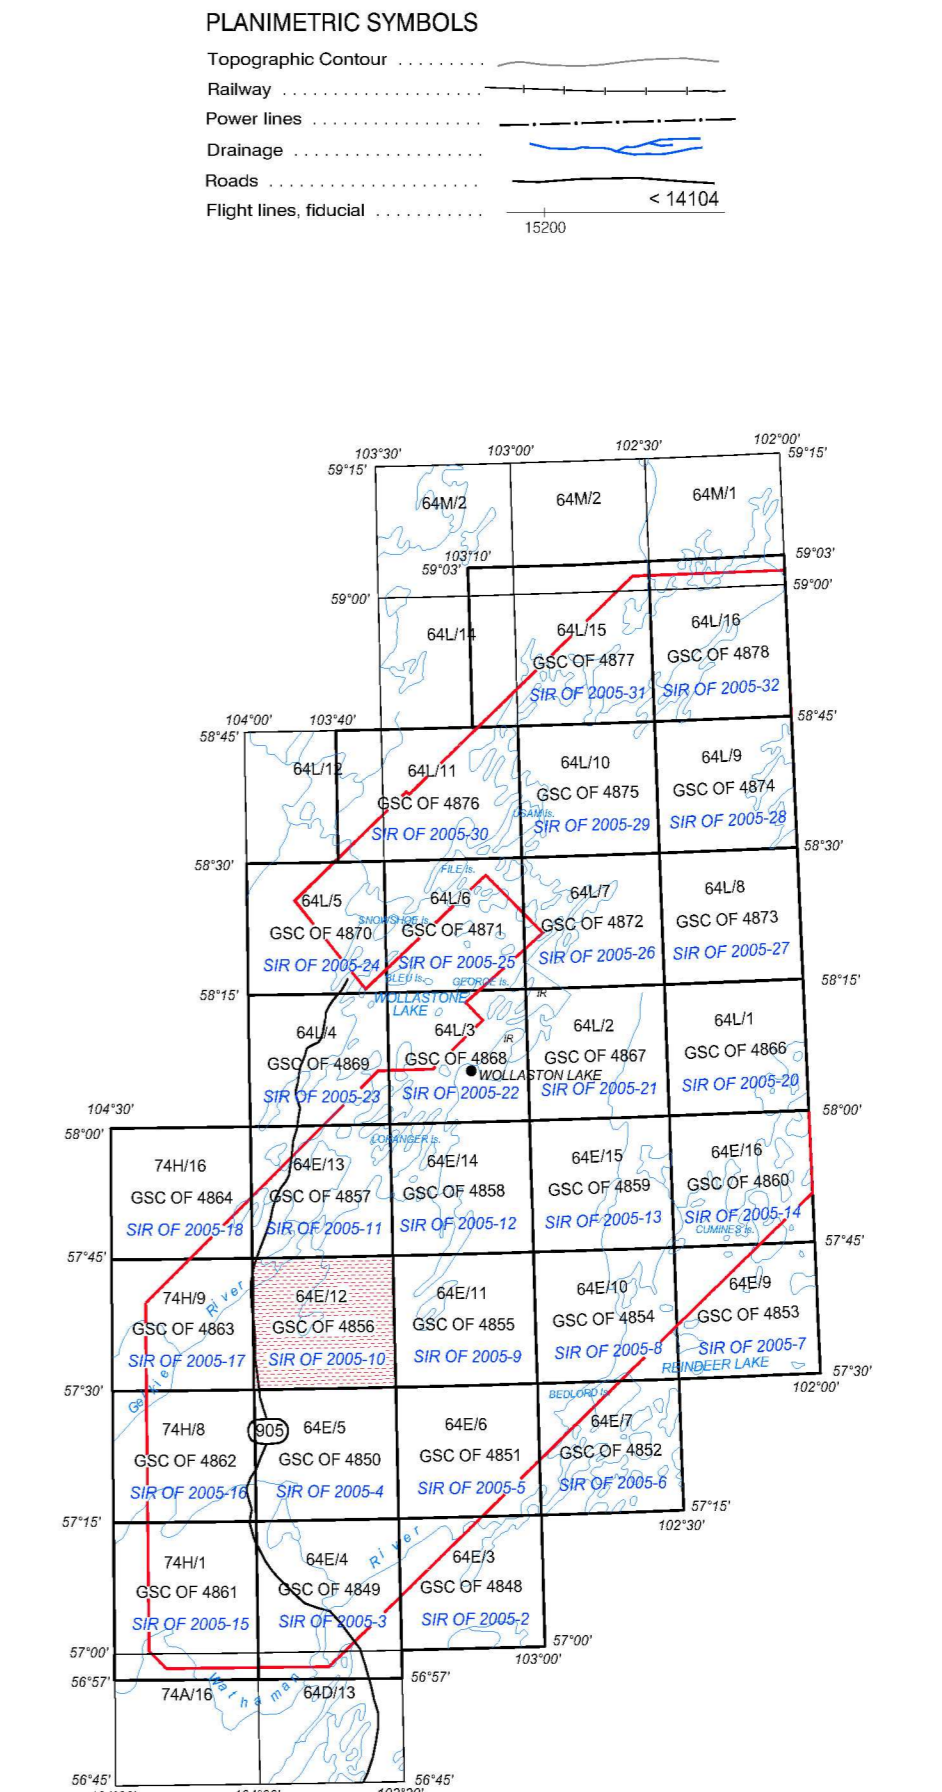 PLANIMETRIC SYMBOLS
Topographic Contour . . . . . . . . .
Railway . . . . . . . . . . . . . . . . . . . . .
Power lines . . . . . . . . . . . . . . . . . .
Drainage . . . . . . . . . . . . . . . . . . . .
Roads . . . . . . . . . . . . . . . . . . . . . .
< 14104
Flight lines, fiducial . . . . . . . . . . .
15200
103°30' 103°00' 102°30' 102°00'
59°15' 59°15'
64M/2 64M/2 64M/1
103°10'
59°03' 59°03'
59°00' 59°00'
64L/14 64L/15 64L/16
GSC OF 4877 GSC OF 4878
SIR OF 2005-31 SIR OF 2005-32
104°00' 103°40'
58°45' 58°45'
64L/12 64L/11 64L/10 64L/9
GSC OF 4876 GSC OF 4875 GSC OF 4874
USAM Is.
SIR OF 2005-30 SIR OF 2005-29 SIR OF 2005-28
58°30' 58°30'
FILE Is.
64L/5 64L/6 64L/7 64L/8
SNOWSHOE Is.
GSC OF 4870 GSC OF 4871 GSC OF 4872 GSC OF 4873
SIR OF 2005-24 SIR OF 2005-25 SIR OF 2005-26 SIR OF 2005-27
BLEU Is. GEORGE Is.
58°15' 58°15'
WOLLASTONE IR
LAKE
64L/4 64L/3 IR 64L/2 64L/1
GSC OF 4869 GSC OF 4868 GSC OF 4867 GSC OF 4866
WOLLASTON LAKE
SIR OF 2005-23 SIR OF 2005-22 SIR OF 2005-21 SIR OF 2005-20
104°30'
58°00' 58°00'
LORANGER Is.
74H/16 64E/13 64E/14 64E/15 64E/16
GSC OF 4864 GSC OF 4857 GSC OF 4858 GSC OF 4859 GSC OF 4860
SIR OF 2005-18 SIR OF 2005-11 SIR OF 2005-12 SIR OF 2005-13 SIR OF 2005-14
CUMINES Is.
57°45' 57°45'
74H/9 River 64E/12 64E/11 64E/10 64E/9
GSC OF 4863 GSC OF 4856 GSC OF 4855 GSC OF 4854 GSC OF 4853
SIR OF 2005-17 SIR OF 2005-10 SIR OF 2005-9 SIR OF 2005-8 SIR OF 2005-7
REINDEER LAKE
57°30' 57°30'
102°00'
Geikie
BEDLORD Is.
74H/8 905 64E/5 64E/6 64E/7
GSC OF 4862 GSC OF 4850 GSC OF 4851 GSC OF 4852
SIR OF 2005-16 SIR OF 2005-4 SIR OF 2005-5 SIR OF 2005-6
57°15' 57°15'
102°30'
River
74H/1 64E/4 64E/3
GSC OF 4861 GSC OF 4849 GSC OF 4848
SIR OF 2005-15 SIR OF 2005-3 SIR OF 2005-2
57°00' 57°00'
103°00'
56°57' 56°57'
Wathaman
74A/16 64D/13
56°45' 56°45'